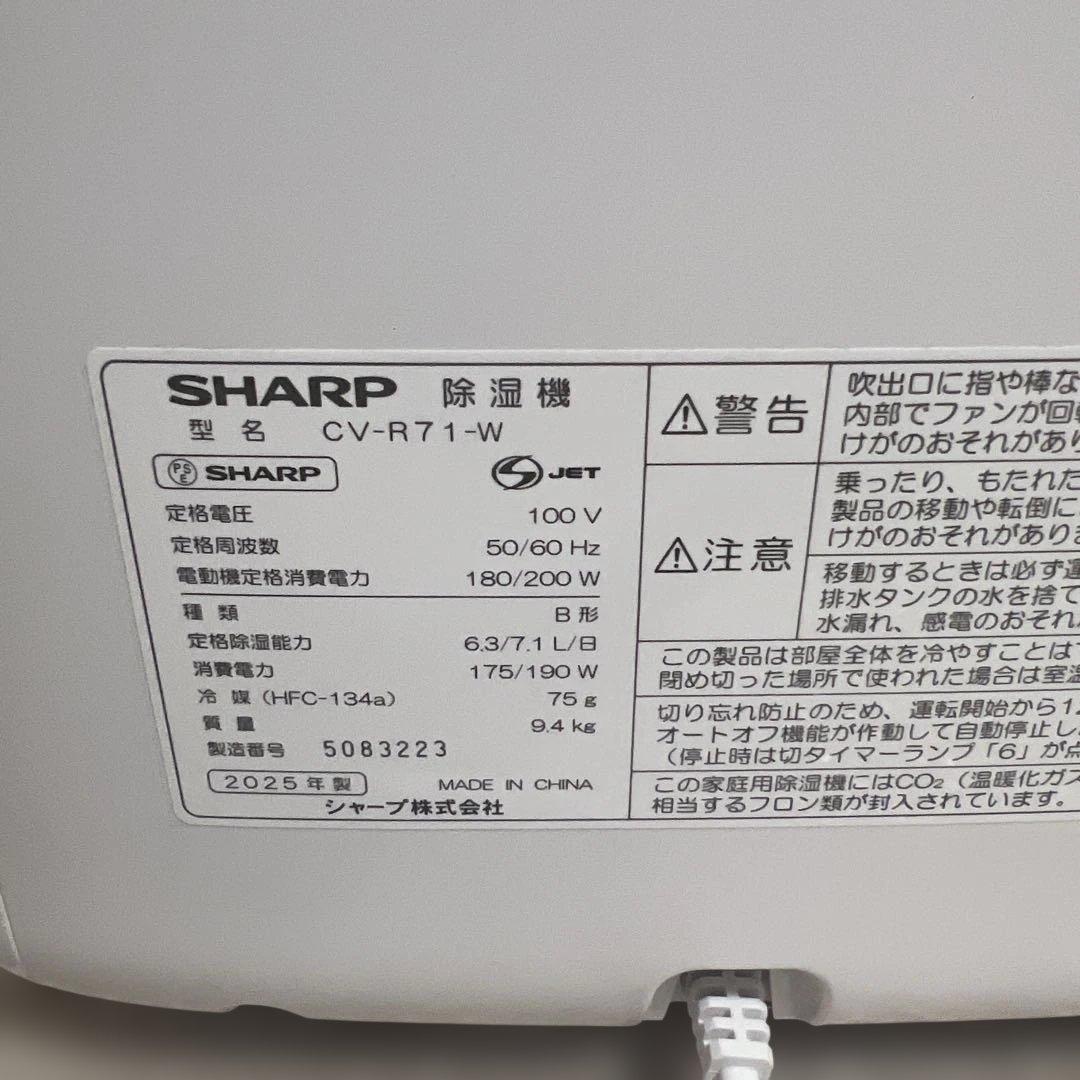 SHARP 除湿機
型名 CV-R71-W
PSE SHARP
JET
定格電圧 100 V
定格周波数 50/60 Hz
電動機定格消費電力 180/200 W
種類 B形
定格除湿能力 6.3/7.1 L/日
消費電力 175/190 W
冷媒(HFC-134a) 75 g
質量 9.4 kg
製造番号 5083223
2025年製 MADE IN CHINA
シャープ株式会社
⚠警告
吹出口に指や棒な
内部でファンが回転
けがのおそれがあり
⚠注意
乗ったり、もたれた
製品の移動や転倒に
けがのおそれがありま
移動するときは必ず運
排水タンクの水を捨て
水漏れ、感電のおそれ
この製品は部屋全体を冷やすことは
閉め切った場所で使われた場合は室温
切り忘れ防止のため、運転開始から1
オートオフ機能が作動して自動停止し
(停止時は切タイマーランプ「6」が点
この家庭用除湿機にはCO₂(温暖化ガス
相当するフロン類が封入されています。